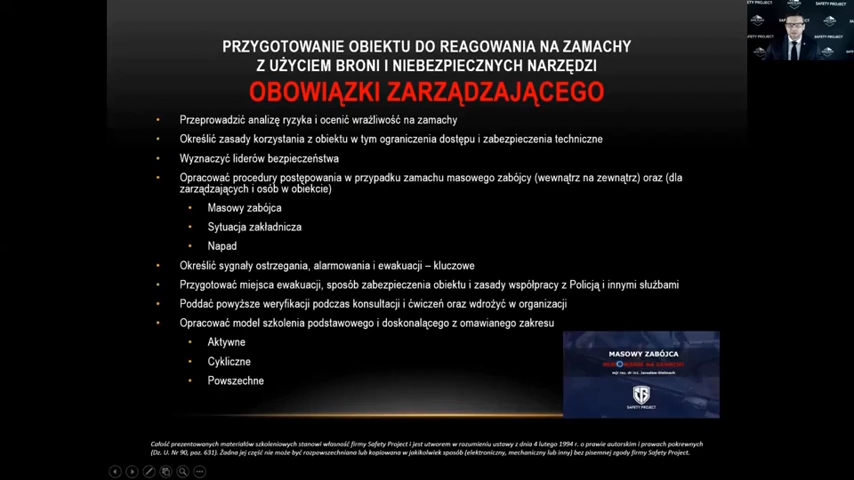 SAFETY PROJECT
PRZYGOTOWANIE OBIEKTU DO REAGOWANIA NA ZAMACHY
Z UŻYCIEM BRONI I NIEBEZPIECZNYCH NARZĘDZI
OBOWIĄZKI ZARZĄDZAJĄCEGO
• Przeprowadzić analizę ryzyka i ocenić wrażliwość na zamachy
• Określić zasady korzystania z obiektu w tym ograniczenia dostępu i zabezpieczenia techniczne
• Wyznaczyć liderów bezpieczeństwa
• Opracować procedury postępowania w przypadku zamachu masowego zabójcy (wewnątrz na zewnątrz) oraz (dla
zarządzających i osób w obiekcie)
• Masowy zabójca
• Sytuacja zakładnicza
• Napad
• Określić sygnały ostrzegania, alarmowania i ewakuacji – kluczowe
• Przygotować miejsca ewakuacji, sposób zabezpieczenia obiektu i zasady współpracy z Policją i innymi służbami
• Poddać powyższe weryfikacji podczas konsultacji i ćwiczeń oraz wdrożyć w organizacji
• Opracować model szkolenia podstawowego i doskonalącego z omawianego zakresu
• Aktywne
• Cykliczne
• Powszechne
MASOWY ZABÓJCA
SAFETY PROJECT
Całość prezentowanych materiałów szkoleniowych stanowi własność firmy Safety Project i jest utworem w rozumieniu ustawy z dnia 4 lutego 1994 r. o prawie autorskim i prawach pokrewnych
(Dz. U. Nr 90, poz. 631). Żadna jej część nie może być rozpowszechniana lub kopiowana w jakikolwiek sposób (elektroniczny, mechaniczny lub inny) bez pisemnej zgody firmy Safety Project.